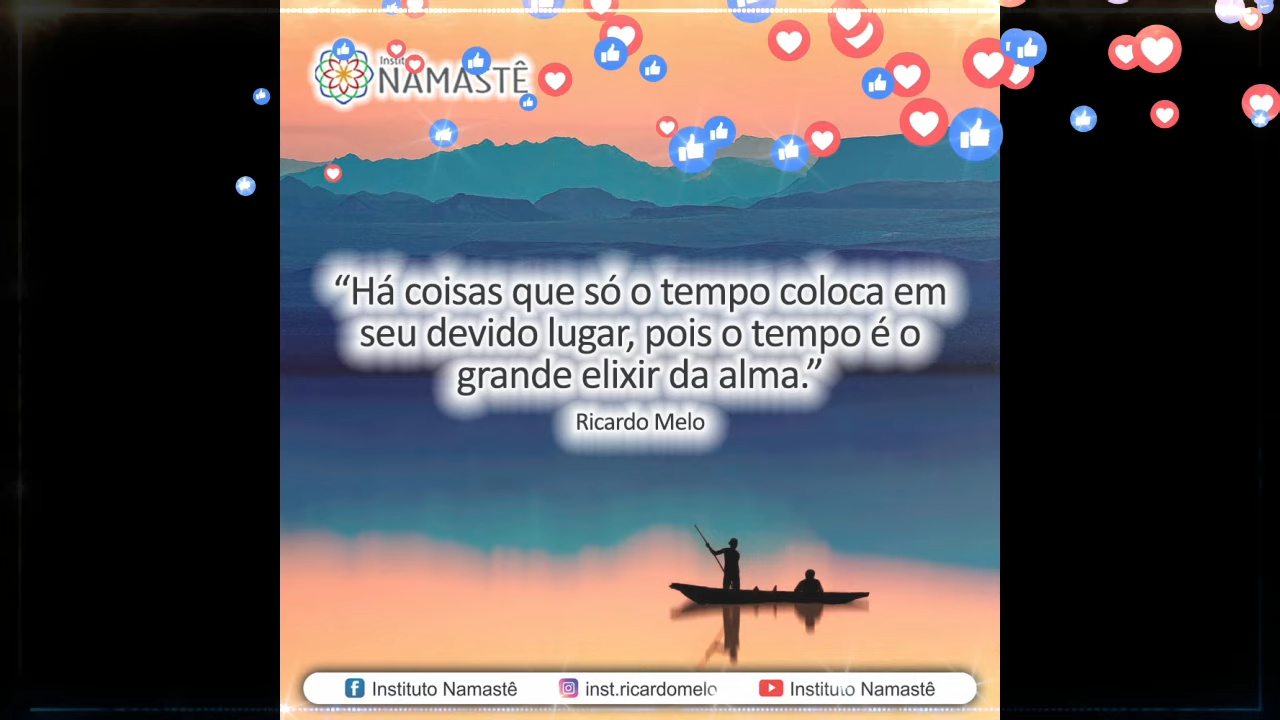 Instit
NAMASTÊ
“Há coisas que só o tempo coloca em
seu devido lugar, pois o tempo é o
grande elixir da alma.”
Ricardo Melo
Instituto Namastê inst.ricardomelo Instituto Namastê